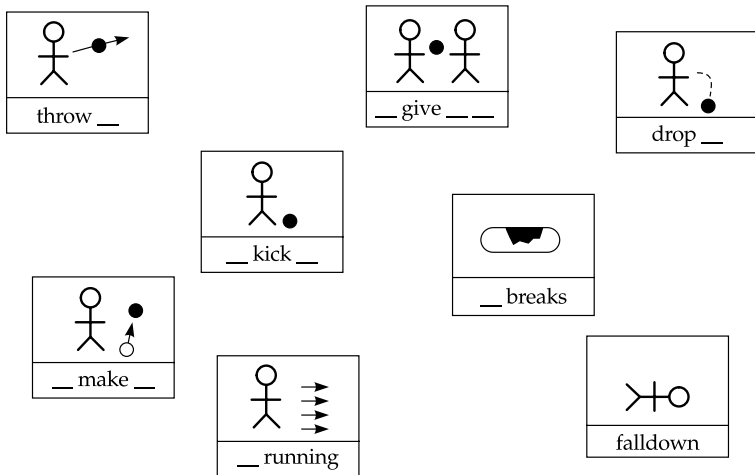 throw __
__ give __ __
drop __
__ kick __
__ breaks
__ make __
__ running
falldown